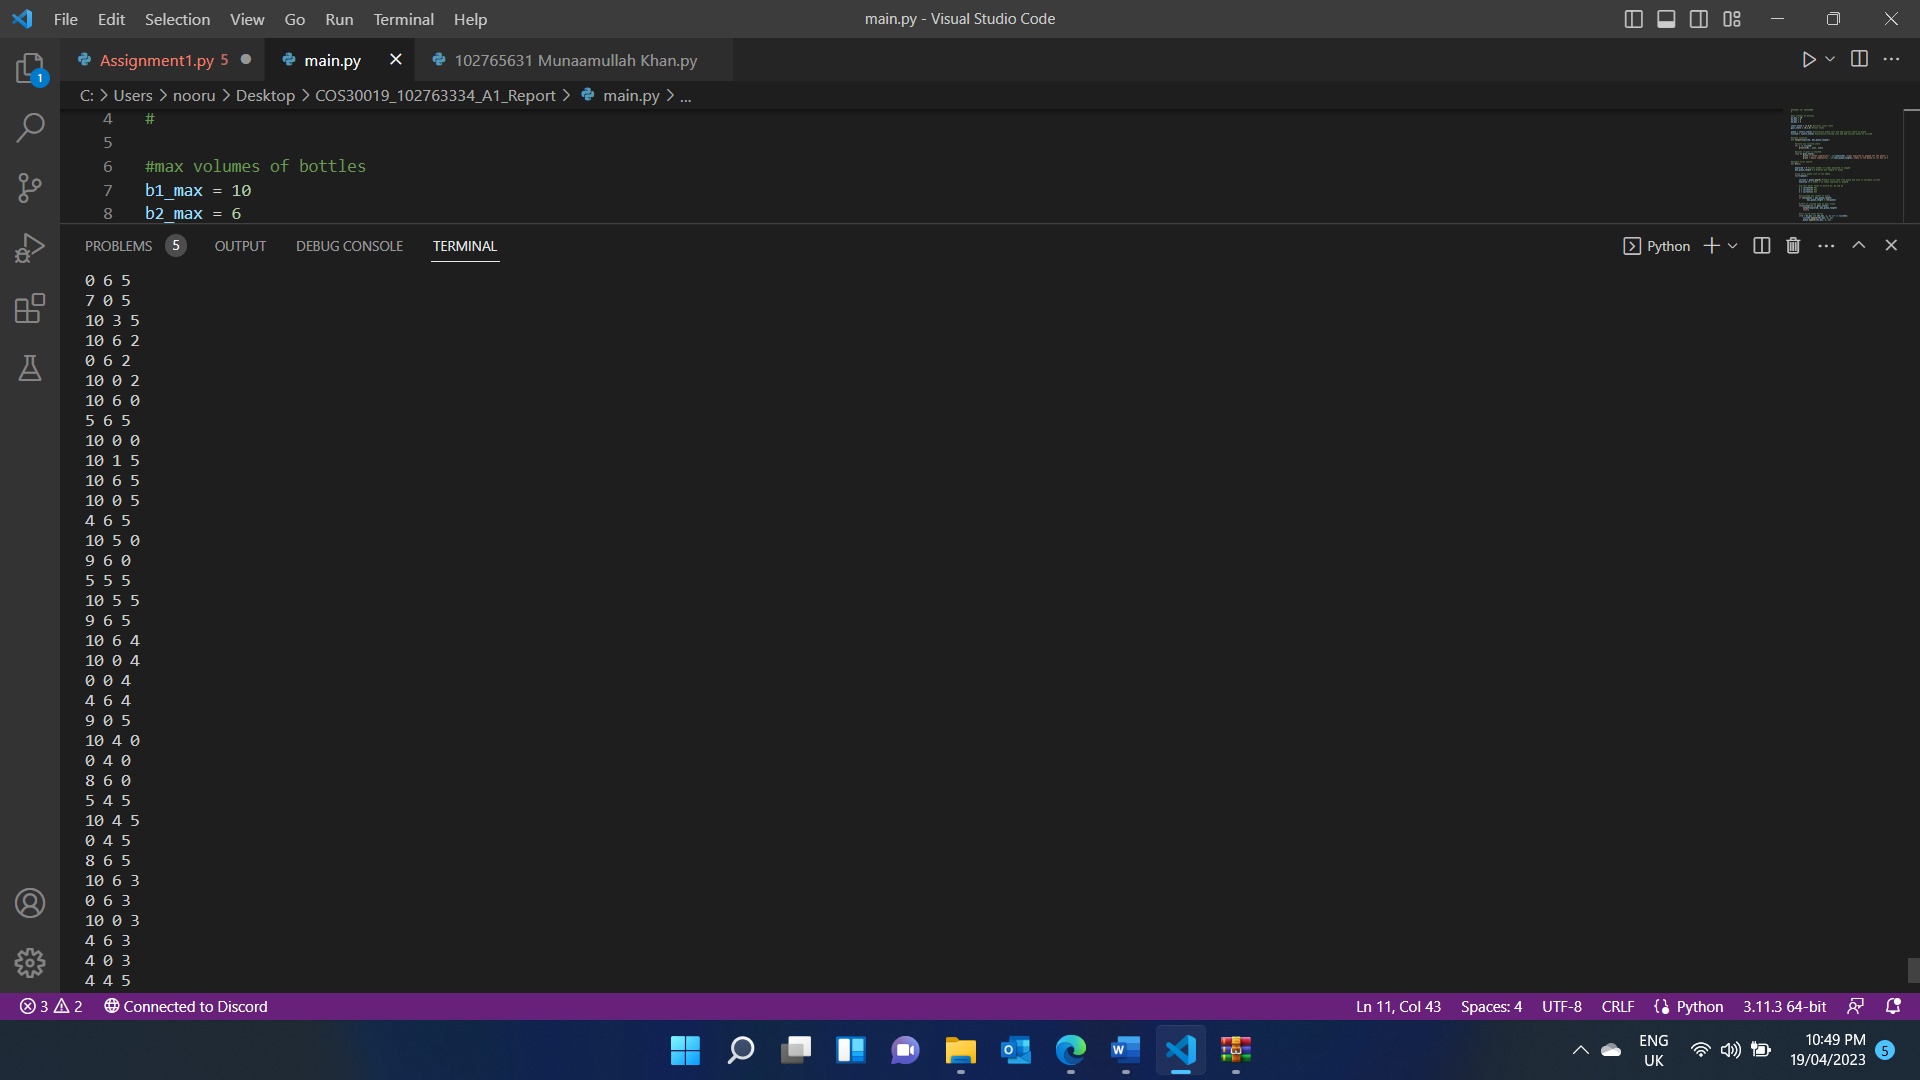 File Edit Selection View Go Run Terminal Help main.py - Visual Studio Code
1
Assignment1.py 5 main.py 102765631 Munaamullah Khan.py
C: > Users > nooru > Desktop > COS30019_102763334_A1_Report > main.py > ...
4 #
5
6 #max volumes of bottles
7 b1_max = 10
8 b2_max = 6
PROBLEMS 5 OUTPUT DEBUG CONSOLE TERMINAL Python
0 6 5
7 0 5
10 3 5
10 6 2
0 6 2
10 0 2
10 6 0
5 6 5
10 0 0
10 1 5
10 6 5
10 0 5
4 6 5
10 5 0
9 6 0
5 5 5
10 5 5
9 6 5
10 6 4
10 0 4
0 0 4
4 6 4
9 0 5
10 4 0
0 4 0
8 6 0
5 4 5
10 4 5
0 4 5
8 6 5
10 6 3
0 6 3
10 0 3
4 6 3
4 0 3
4 4 5
3 2 Connected to Discord Ln 11, Col 43 Spaces: 4 UTF-8 CRLF Python 3.11.3 64-bit
ENG UK 10:49 PM 19/04/2023 5